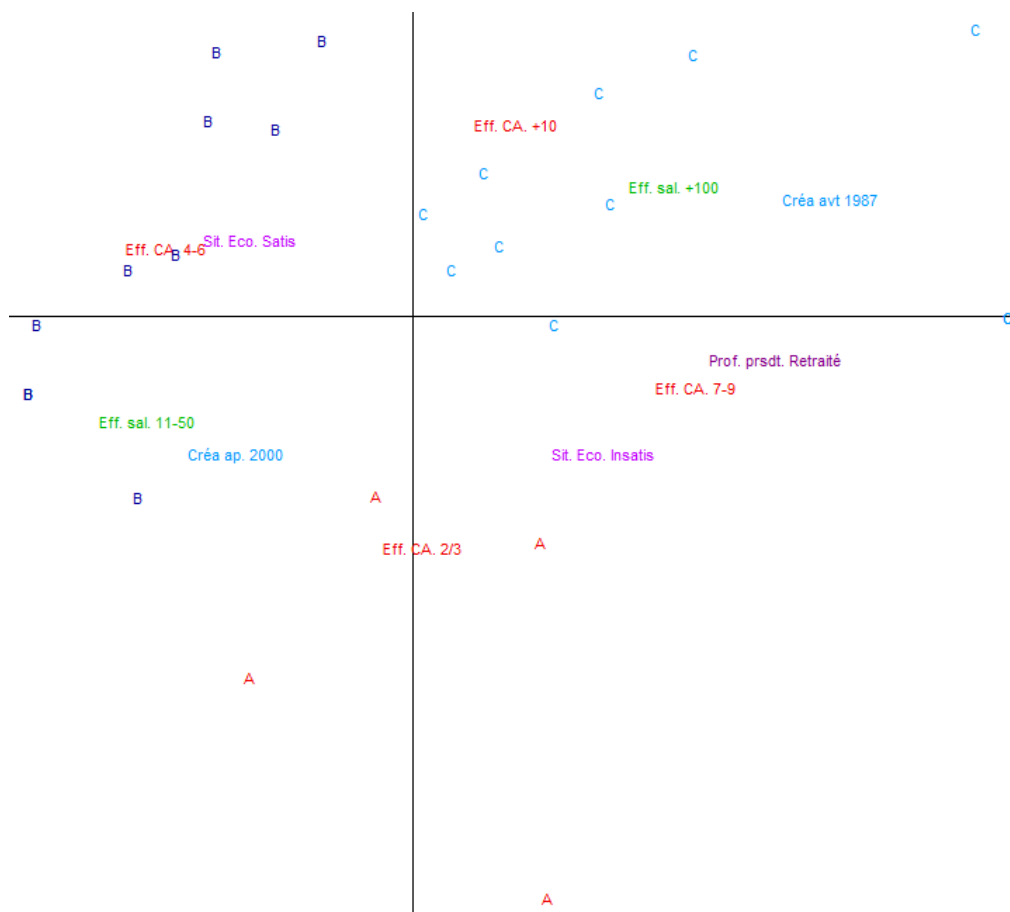 C
B
B
C
C
Eff. CA. +10
B
B
C
Eff. sal. +100
Créa avt 1987
C
C
Sit. Eco. Satis
C
Eff. CA. 4-6
B
B
C
C
B
C
Prof. prsdt. Retraité
Eff. CA. 7-9
B
Eff. sal. 11-50
Créa ap. 2000
Sit. Eco. Insatis
B
A
Eff. CA. 2/3
A
A
A